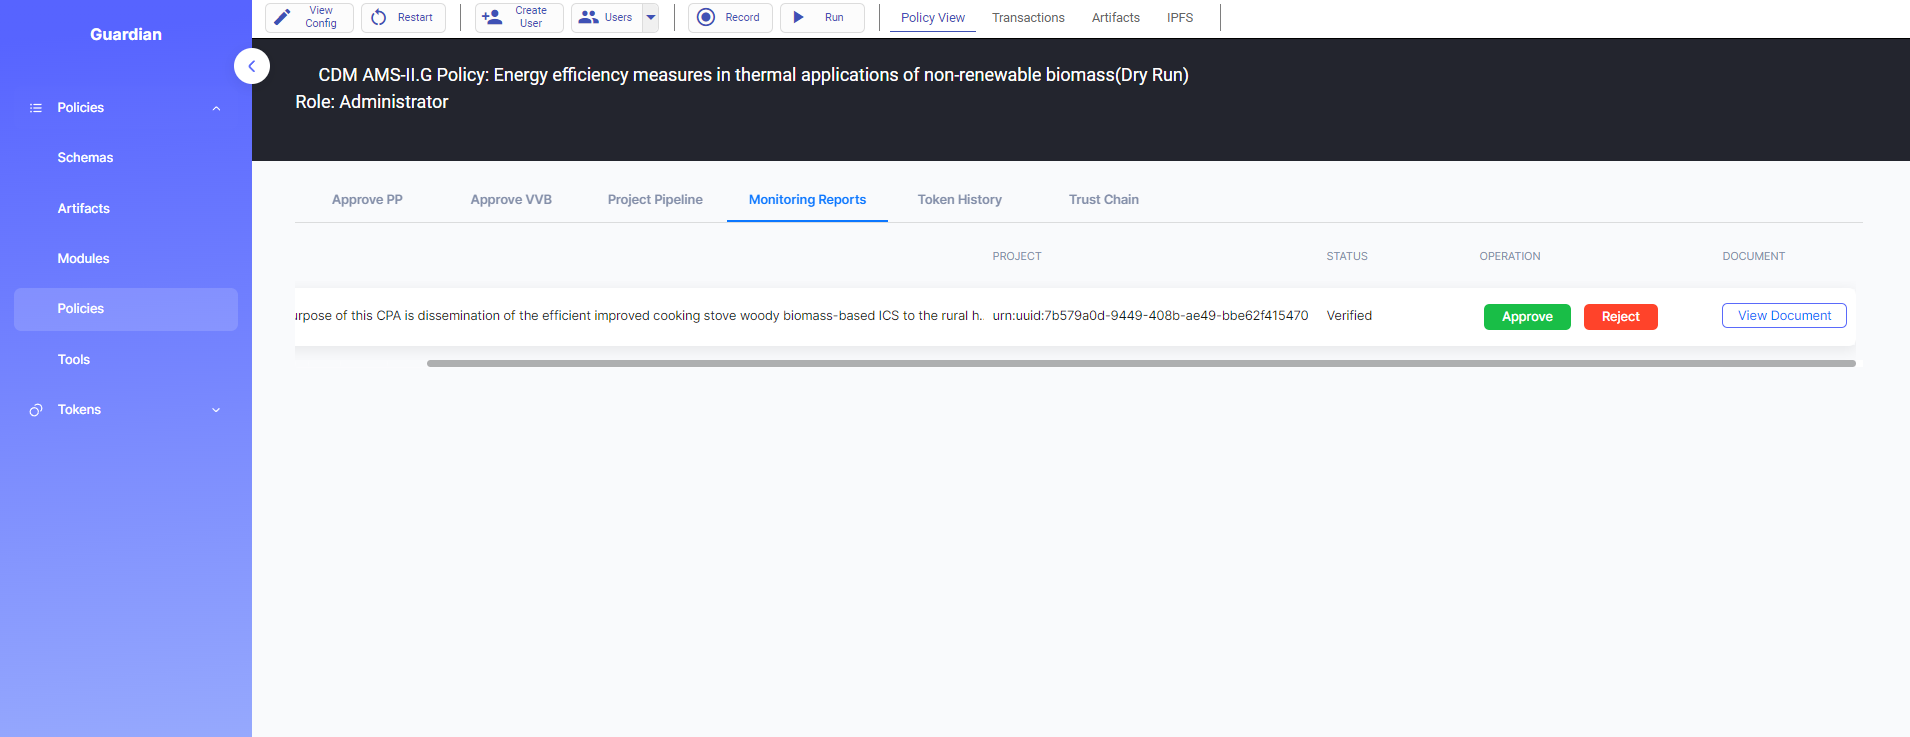 Guardian
Policies
Schemas
Artifacts
Modules
Policies
Tools
Tokens
View Config
Restart
Create User
Users
Record
Run
Policy View
Transactions
Artifacts
IPFS
CDM AMS-II.G Policy: Energy efficiency measures in thermal applications of non-renewable biomass(Dry Run)
Role: Administrator
Approve PP
Approve VVB
Project Pipeline
Monitoring Reports
Token History
Trust Chain
PROJECT
STATUS
OPERATION
DOCUMENT
urpose of this CPA is dissemination of the efficient improved cooking stove woody biomass-based ICS to the rural h..
urn:uuid:7b579a0d-9449-408b-ae49-bbe62f415470
Verified
Approve
Reject
View Document